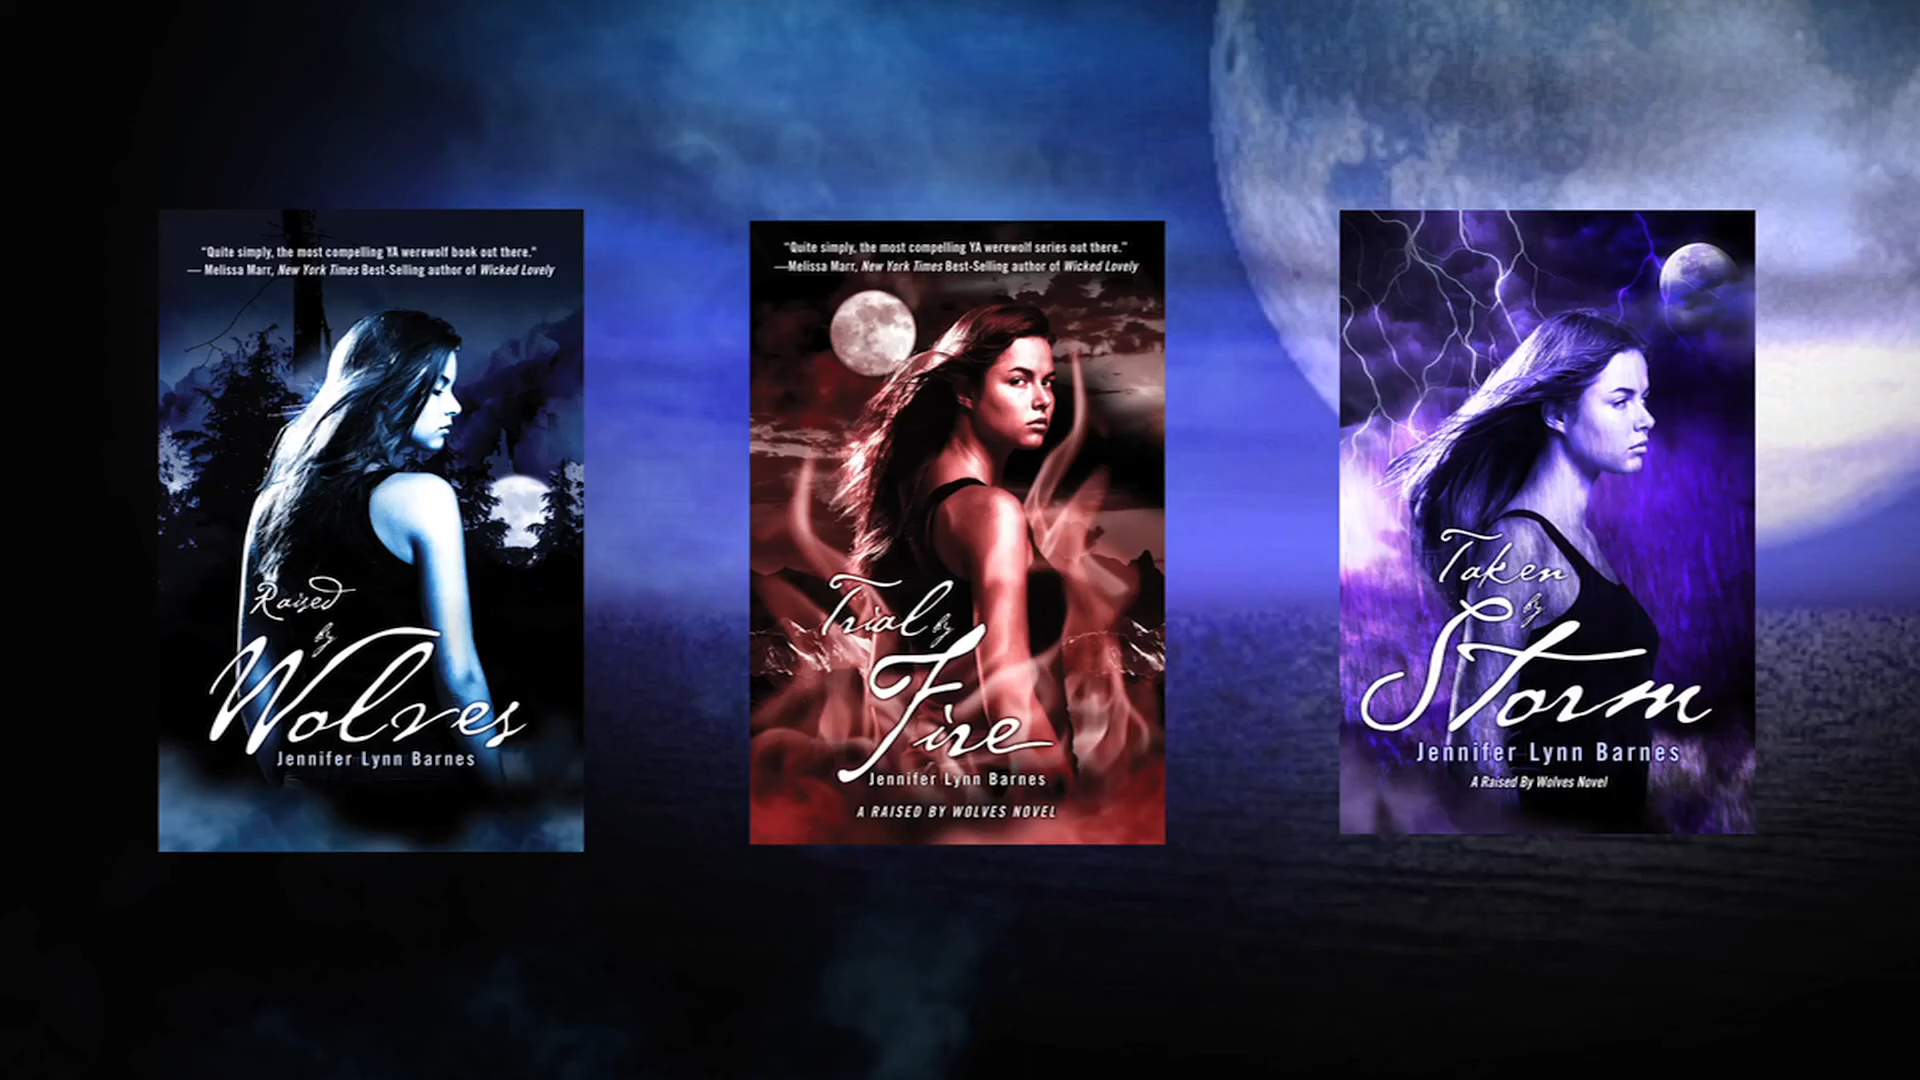 "Quite simply, the most compelling YA werewolf book out there."
— Melissa Marr, New York Times Best-Selling author of Wicked Lovely
Raised
by
Wolves
Jennifer Lynn Barnes
"Quite simply, the most compelling YA werewolf series out there."
—Melissa Marr, New York Times Best-Selling author of Wicked Lovely
Trial by
Fire
Jennifer Lynn Barnes
A RAISED BY WOLVES NOVEL
Taken
by
Storm
Jennifer Lynn Barnes
A Raised By Wolves Novel